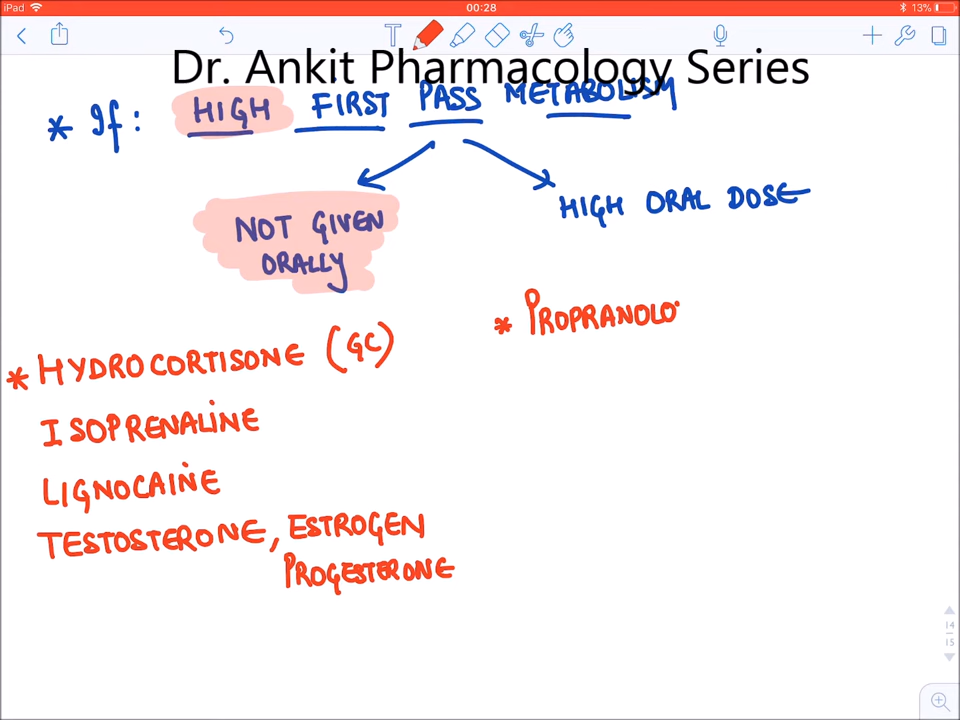 iPad 00:28 13%
T
Dr. Ankit Pharmacology Series
* If: HIGH FIRST PASS METABOLISM
NOT GIVEN
ORALLY
HIGH ORAL DOSE
* HYDROCORTISONE (GC)
ISOPRENALINE
LIGNOCAINE
TESTOSTERONE, ESTROGEN
PROGESTERONE
* PROPRANOLO
14
15